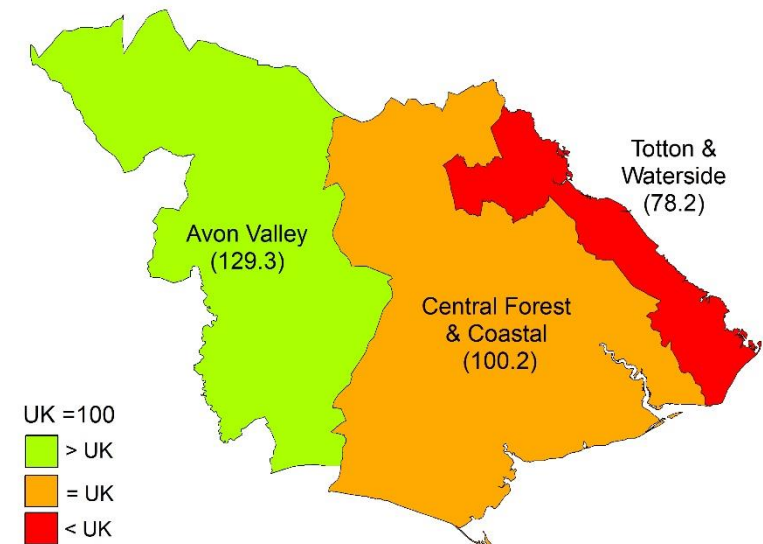 Totton &
Waterside
(78.2)
Avon Valley
(129.3)
Central Forest
& Coastal
(100.2)
UK =100
> UK
= UK
< UK